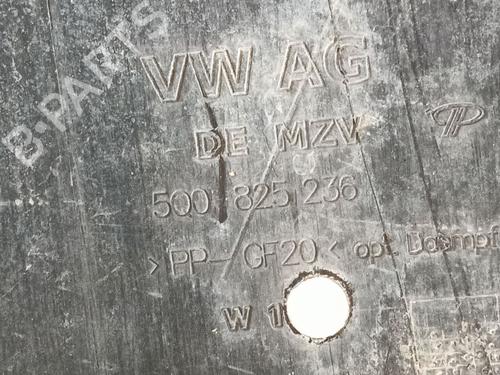 B-PARTS
VW AG
DE MZV
5Q0 825 236
>PP-GF20< opt. Daempf
W 1